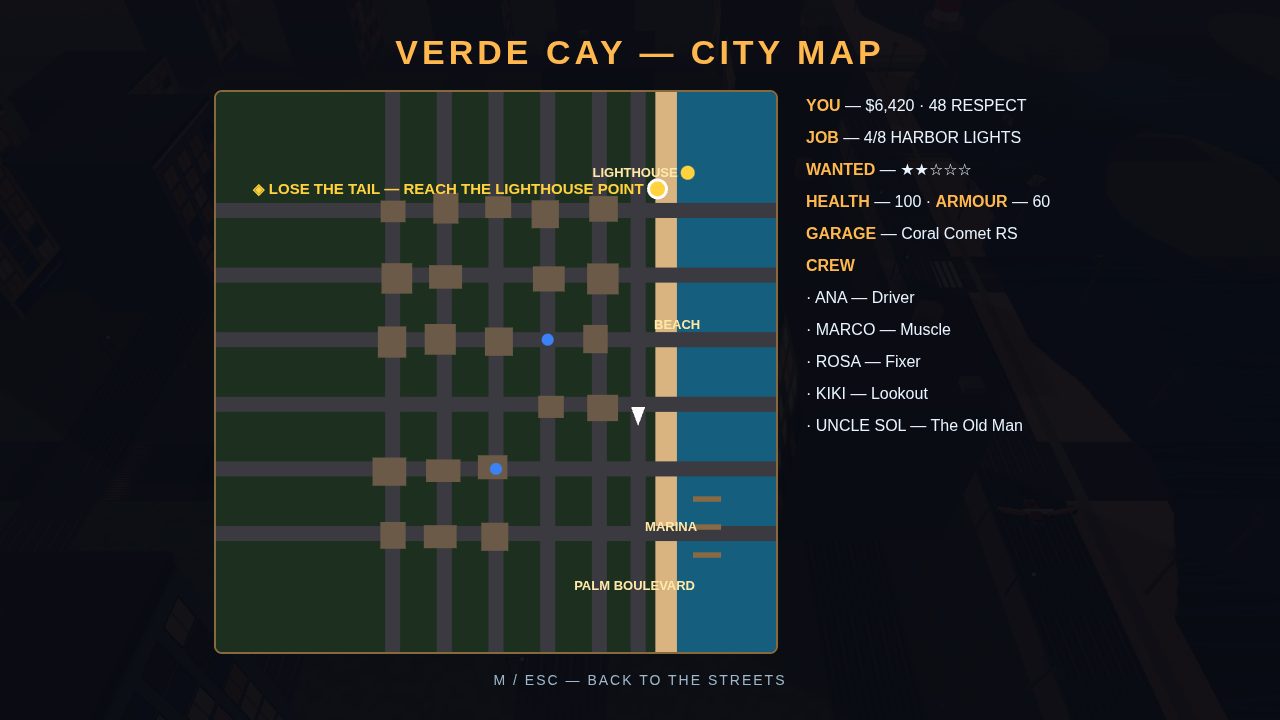 VERDE CAY — CITY MAP
LIGHTHOUSE
◈ LOSE THE TAIL — REACH THE LIGHTHOUSE POINT
BEACH
MARINA
PALM BOULEVARD
YOU — $6,420 · 48 RESPECT
JOB — 4/8 HARBOR LIGHTS
WANTED — ★★☆☆☆
HEALTH — 100 · ARMOUR — 60
GARAGE — Coral Comet RS
CREW
· ANA — Driver
· MARCO — Muscle
· ROSA — Fixer
· KIKI — Lookout
· UNCLE SOL — The Old Man
M / ESC — BACK TO THE STREETS